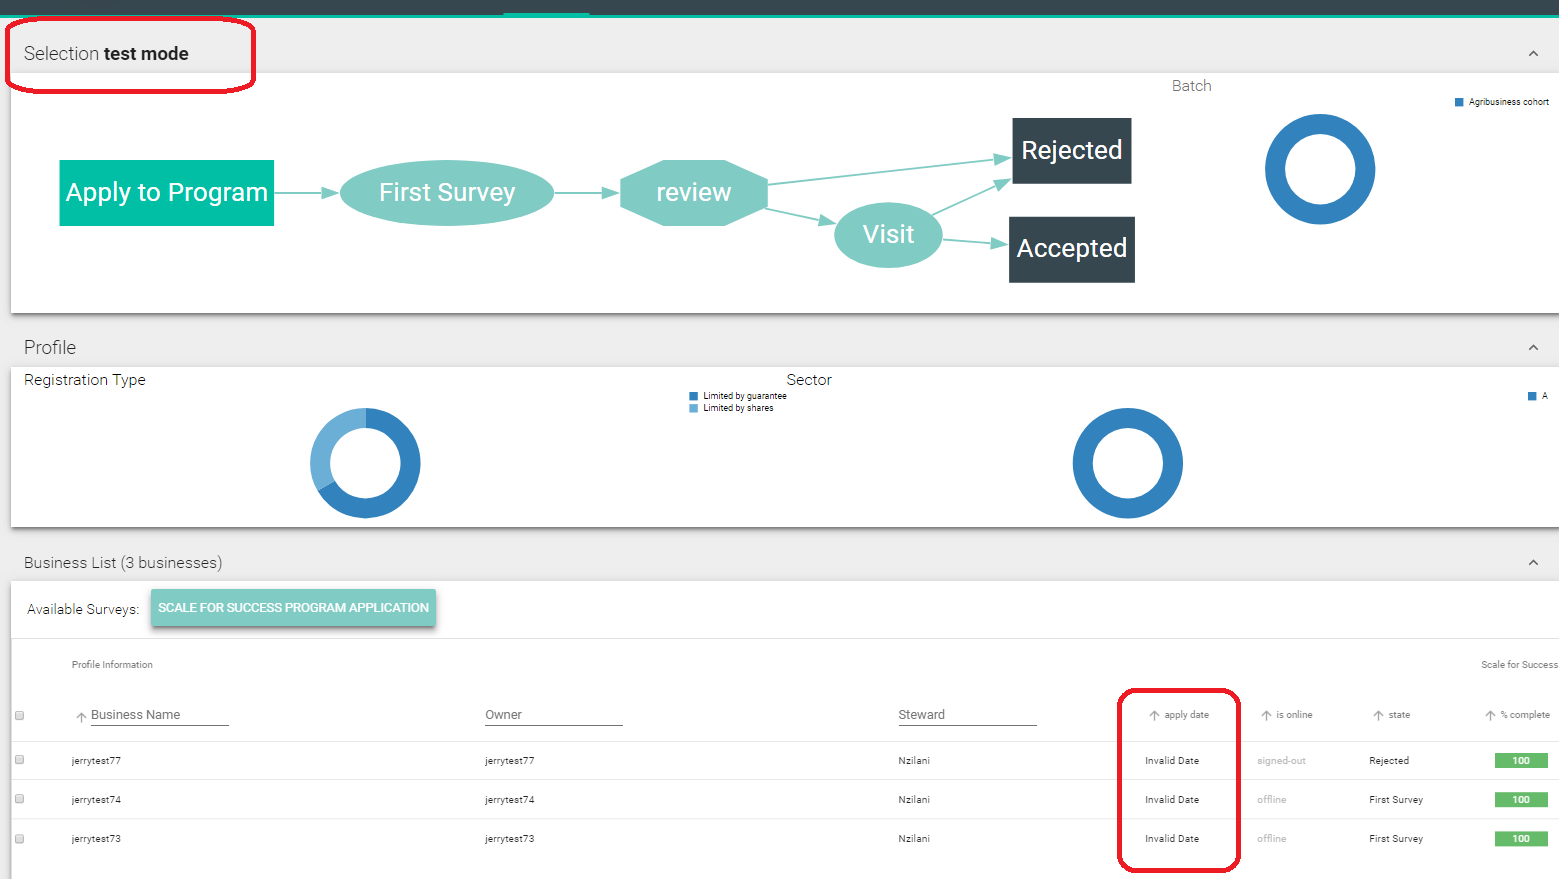 Selection test mode
Batch
Agribusiness cohort
Apply to Program
First Survey
review
Visit
Rejected
Accepted
Profile
Registration Type
Limited by guarantee
Limited by shares
Sector
A
Business List (3 businesses)
Available Surveys: SCALE FOR SUCCESS PROGRAM APPLICATION
Profile Information Scale for Success
Business Name Owner Steward apply date is online state % complete
jerrytest77 jerrytest77 Nzilani Invalid Date signed-out Rejected 100
jerrytest74 jerrytest74 Nzilani Invalid Date offline First Survey 100
jerrytest73 jerrytest73 Nzilani Invalid Date offline First Survey 100